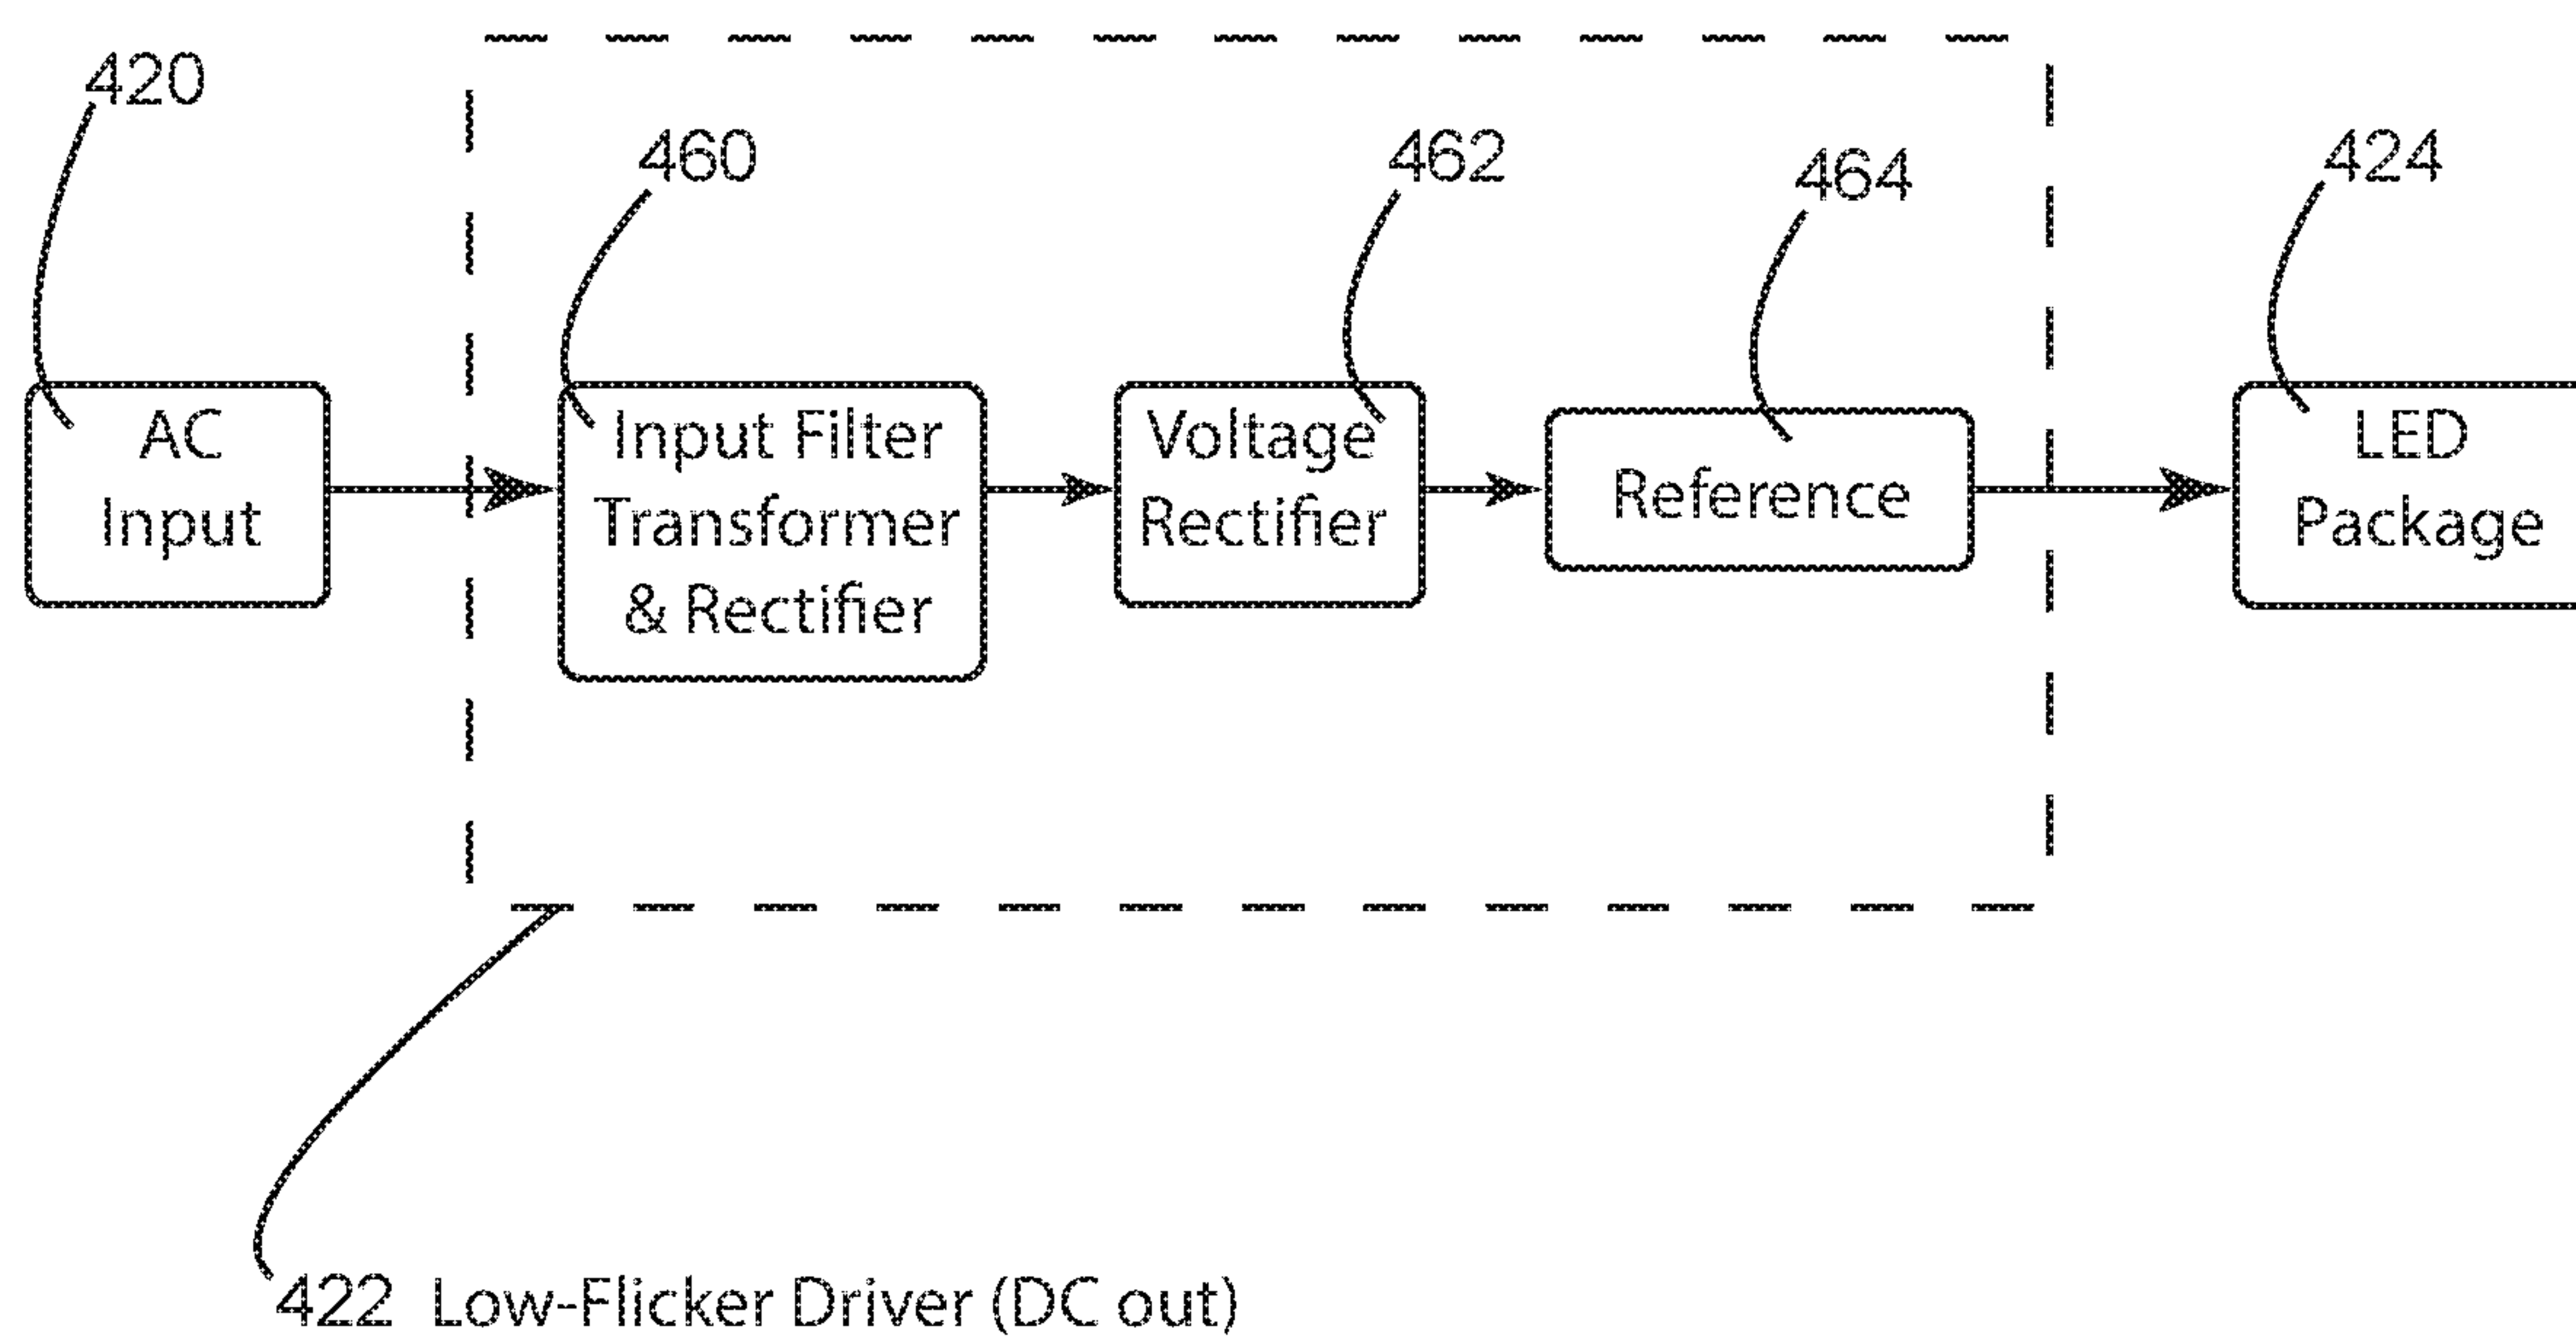 420
460
462
464
424
AC
Input
Input Filter
Transformer
& Rectifier
Voltage
Rectifier
Reference
LED
Package
422 Low-Flicker Driver (DC out)